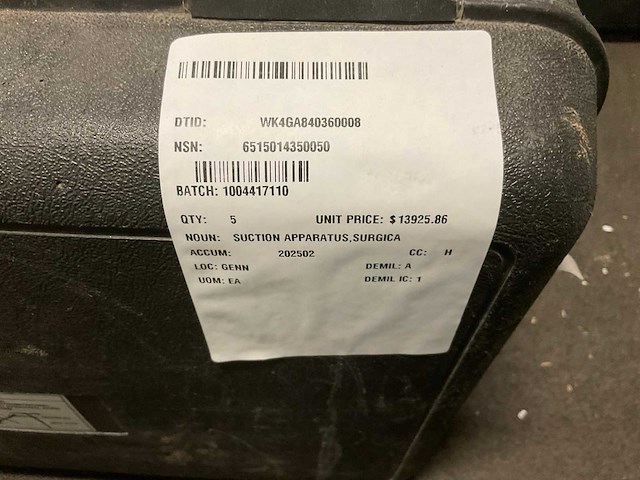 DTID: WK4GA840360008
NSN: 6515014350050
BATCH: 1004417110
QTY: 5 UNIT PRICE: $ 13925.86
NOUN: SUCTION APPARATUS,SURGICA
ACCUM: 202502 CC: H
LOC: GENN DEMIL: A
UOM: EA DEMIL IC: 1